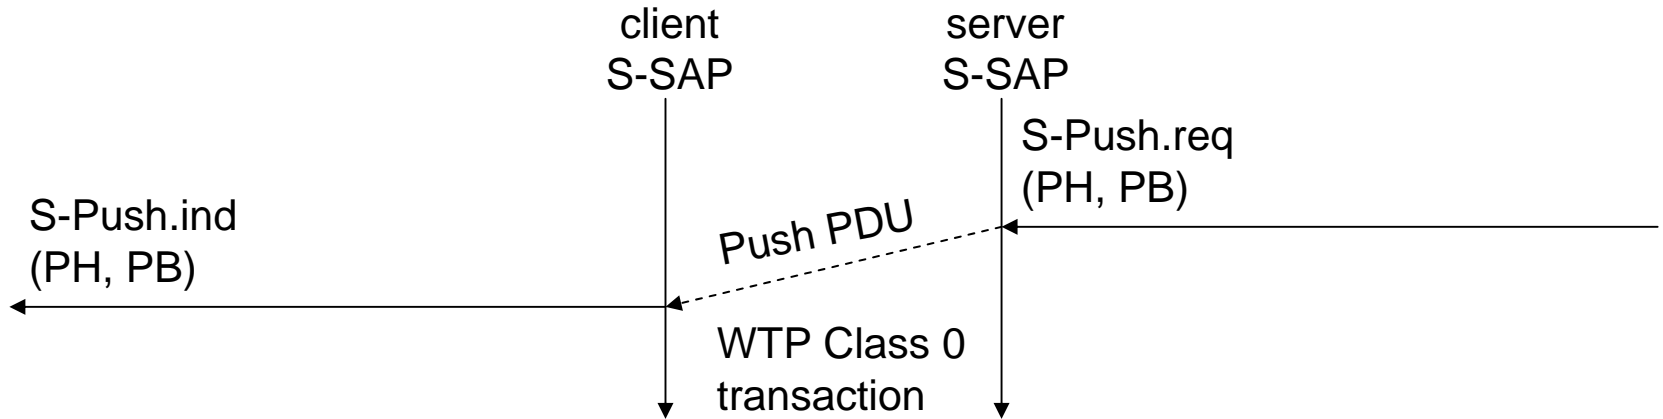 client
S-SAP
server
S-SAP
S-Push.req
(PH, PB)
S-Push.ind
(PH, PB)
Push PDU
WTP Class 0
transaction